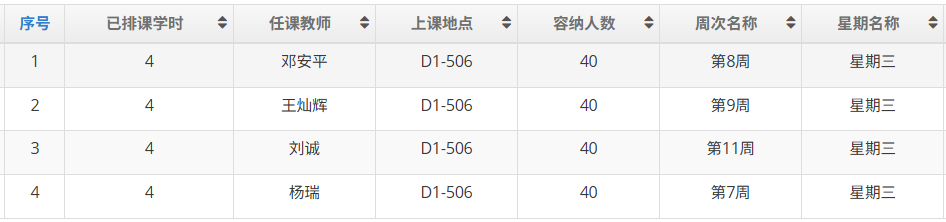 序号 已排课学时 任课教师 上课地点 容纳人数 周次名称 星期名称
1 4 邓安平 D1-506 40 第8周 星期三
2 4 王灿辉 D1-506 40 第9周 星期三
3 4 刘诚 D1-506 40 第11周 星期三
4 4 杨瑞 D1-506 40 第7周 星期三